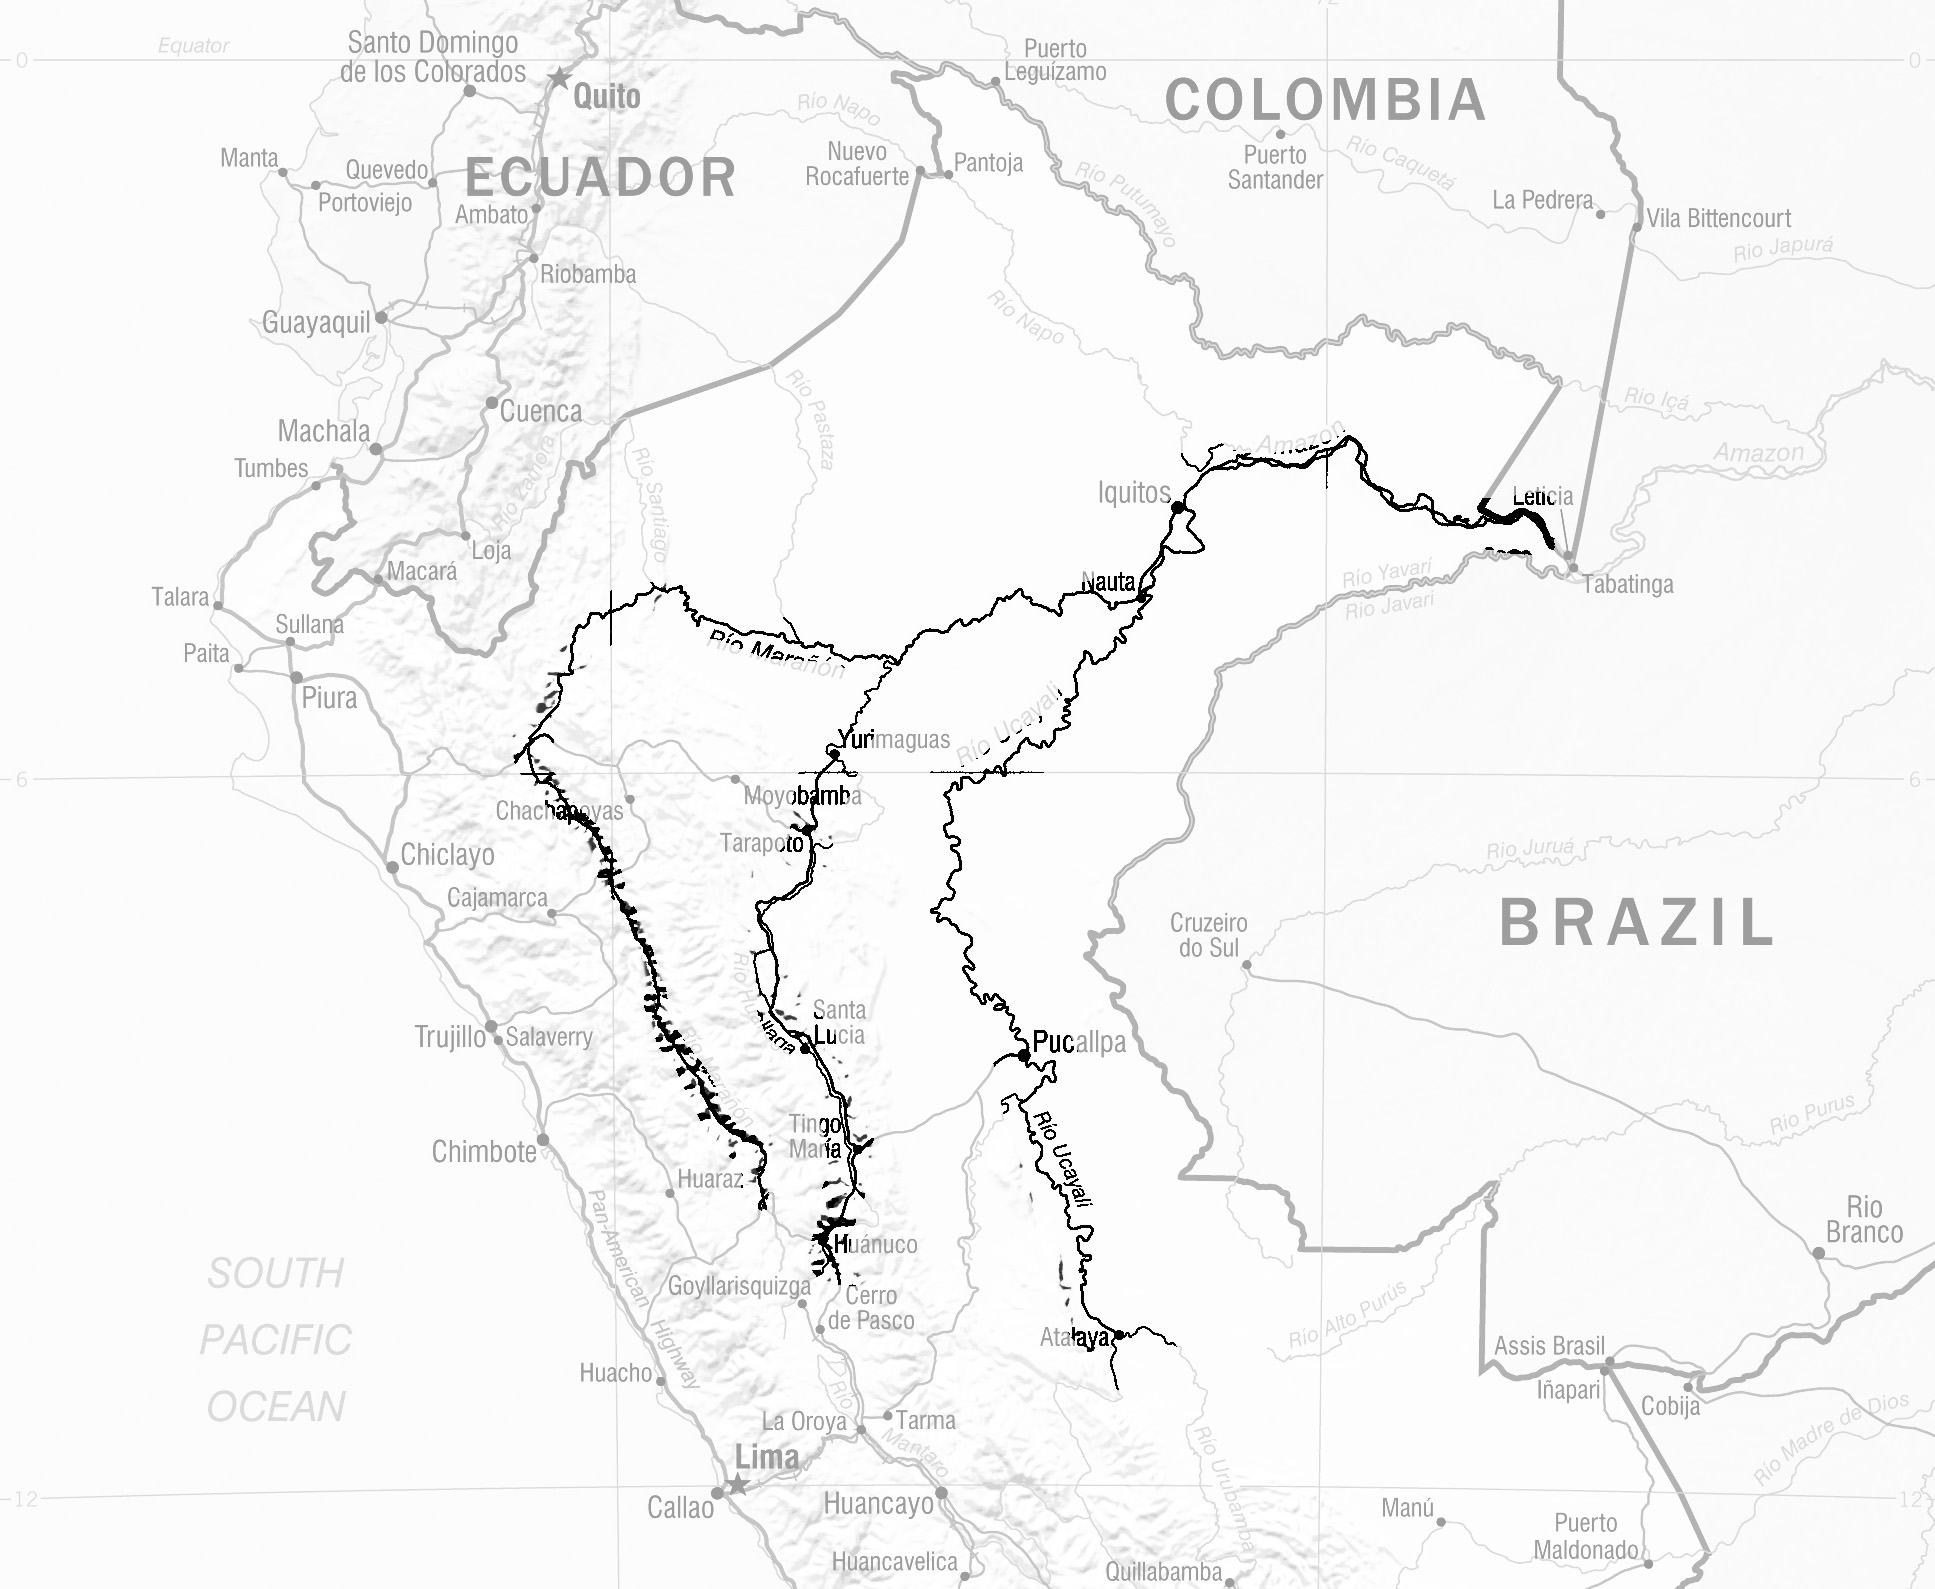 Equator
72
0
0
Santo Domingo
de los Colorados
Quito
Puerto
Leguízamo
COLOMBIA
Río Napo
Manta
Quevedo
ECUADOR
Nuevo
Rocafuerte
Pantoja
Puerto
Santander
Río Caquetá
Río Putumayo
Portoviejo
Ambato
La Pedrera
Vila Bittencourt
Rio Japurá
Riobamba
Guayaquil
Río Napo
Río Pastaza
Cuenca
Rio Içá
Machala
Amazon
Amazon
Tumbes
Río Zamora
Río Santiago
Iquitos
Leticia
Loja
Macará
Nauta
Río Yavarí
Rio Javari
Tabatinga
Talara
Sullana
Paita
Río Marañón
Piura
Río Ucayali
Yurimaguas
6
6
Chachapoyas
Moyobamba
Tarapoto
Chiclayo
Rio Juruá
Cajamarca
Cruzeiro
do Sul
BRAZIL
Río Huallaga
Santa
Lucia
Trujillo
Salaverry
Pucallpa
Río Marañón
Chimbote
Tingo
María
Río Ucayali
Rio Purus
Huaraz
Pan-American Highway
Rio
Branco
Huánuco
SOUTH
PACIFIC
OCEAN
Goyllarisquizga
Cerro
de Pasco
Atalaya
Río Alto Purús
Assis Brasil
Iñapari
Cobija
Huacho
Río
Mantaro
La Oroya
Tarma
Río Urubamba
Río Madre de Dios
Lima
Callao
Huancayo
12
12
Manú
Puerto
Maldonado
Huancavelica
Quillabamba